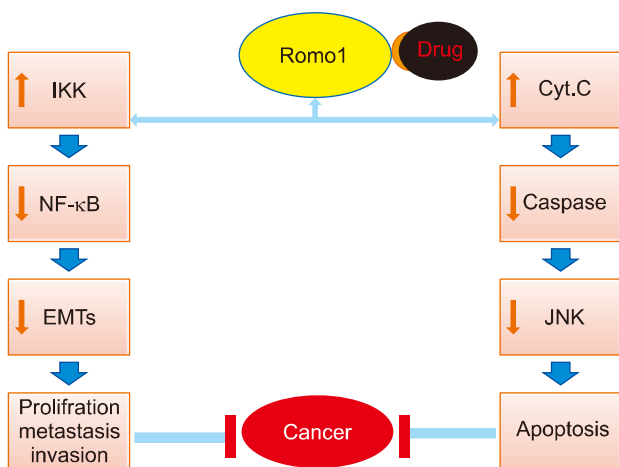 Romo1
Drug
IKK
Cyt.C
NF-κB
Caspase
EMTs
JNK
Prolifration
metastasis
invasion
Cancer
Apoptosis